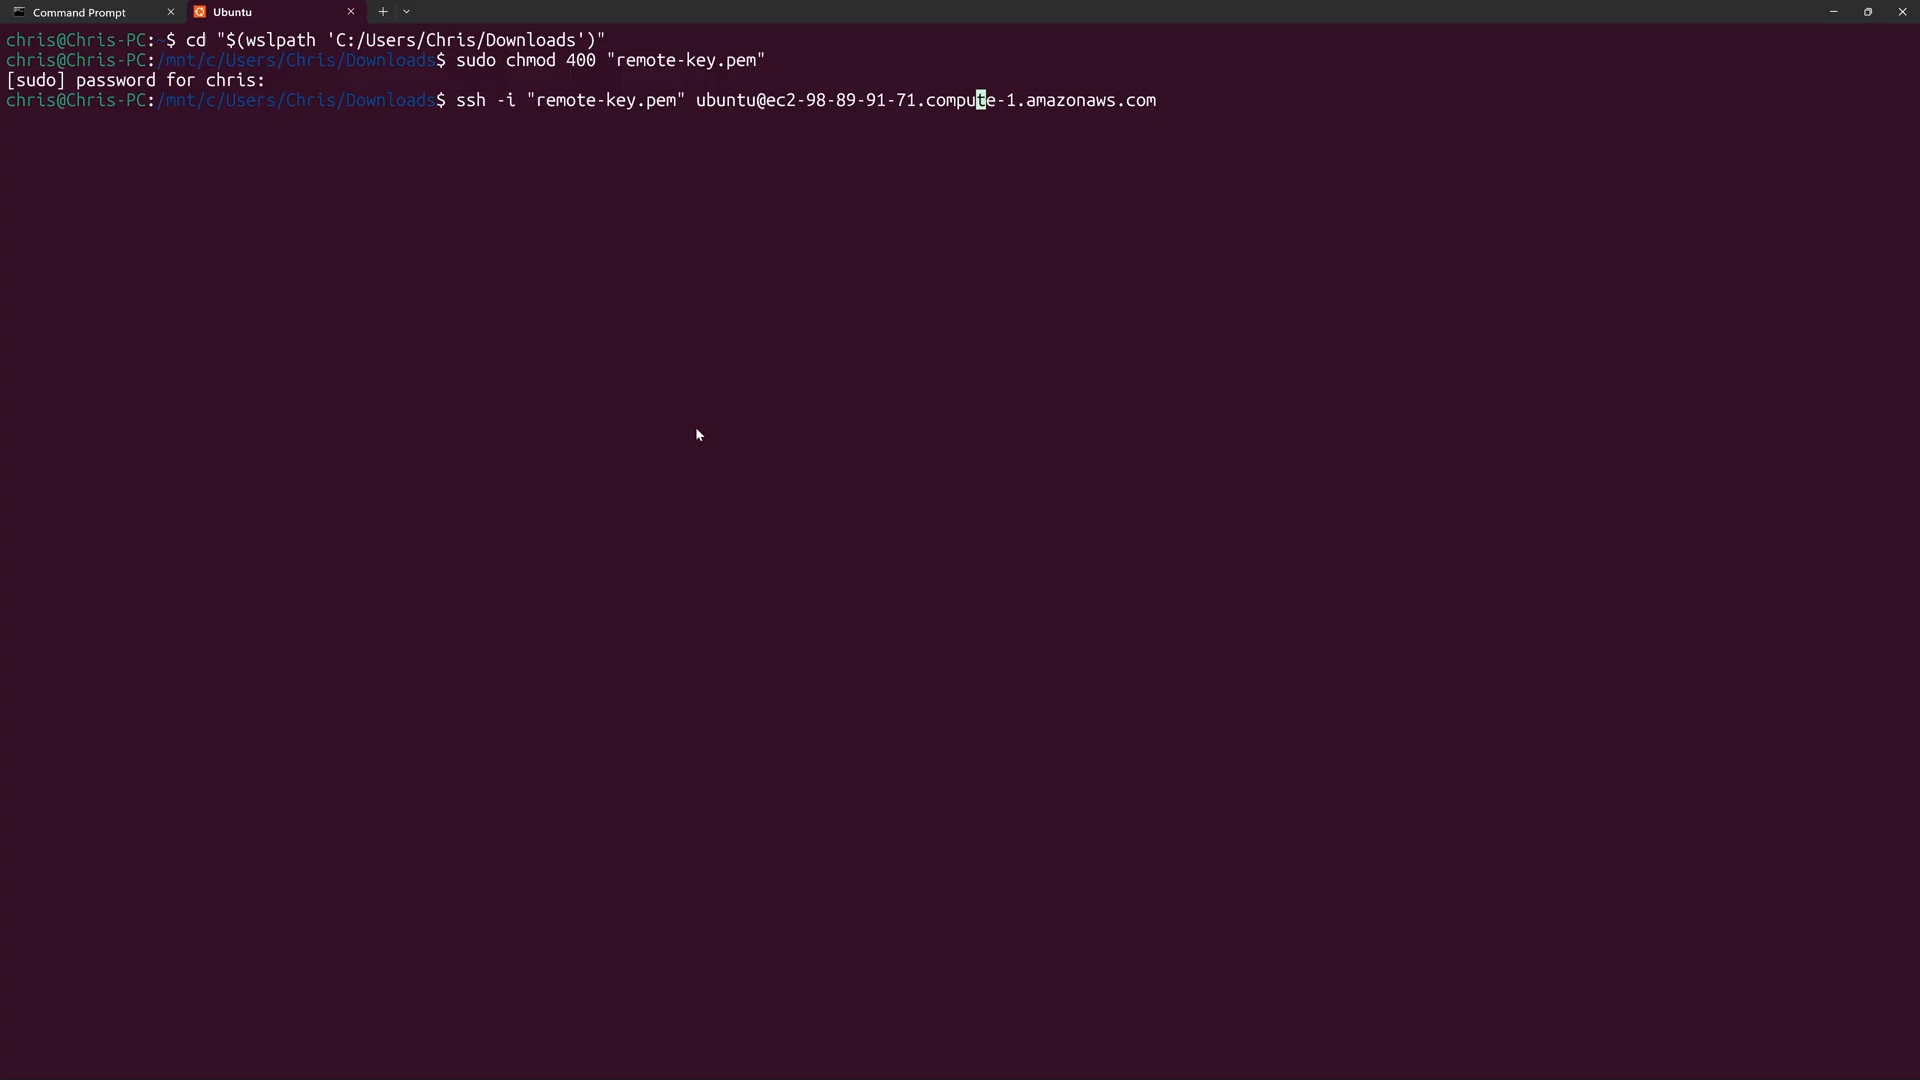 Command Prompt
Ubuntu
chris@Chris-PC:~$ cd "$(wslpath 'C:/Users/Chris/Downloads')"
chris@Chris-PC:/mnt/c/Users/Chris/Downloads$ sudo chmod 400 "remote-key.pem"
[sudo] password for chris:
chris@Chris-PC:/mnt/c/Users/Chris/Downloads$ ssh -i "remote-key.pem" ubuntu@ec2-98-89-91-71.compute-1.amazonaws.com